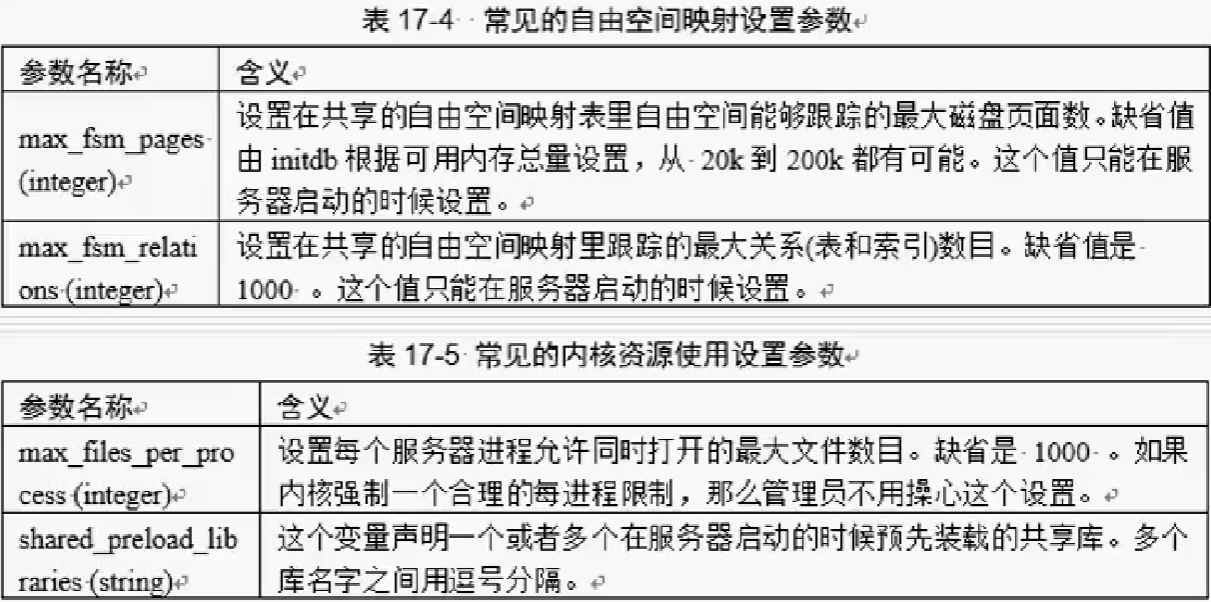 表 17-4 常见的自由空间映射设置参数
参数名称 含义
max_fsm_pages
(integer)
设置在共享的自由空间映射表里自由空间能够跟踪的最大磁盘页面数。缺省值
由 initdb 根据可用内存总量设置，从 20k 到 200k 都有可能。这个值只能在服
务器启动的时候设置。
max_fsm_relati
ons (integer)
设置在共享的自由空间映射里跟踪的最大关系(表和索引)数目。缺省值是
1000 。这个值只能在服务器启动的时候设置。
表 17-5 常见的内核资源使用设置参数
参数名称 含义
max_files_per_pro
cess (integer)
设置每个服务器进程允许同时打开的最大文件数目。缺省是 1000 。如果
内核强制一个合理的每进程限制，那么管理员不用操心这个设置。
shared_preload_lib
raries (string)
这个变量声明一个或者多个在服务器启动的时候预先装载的共享库。多个
库名字之间用逗号分隔。